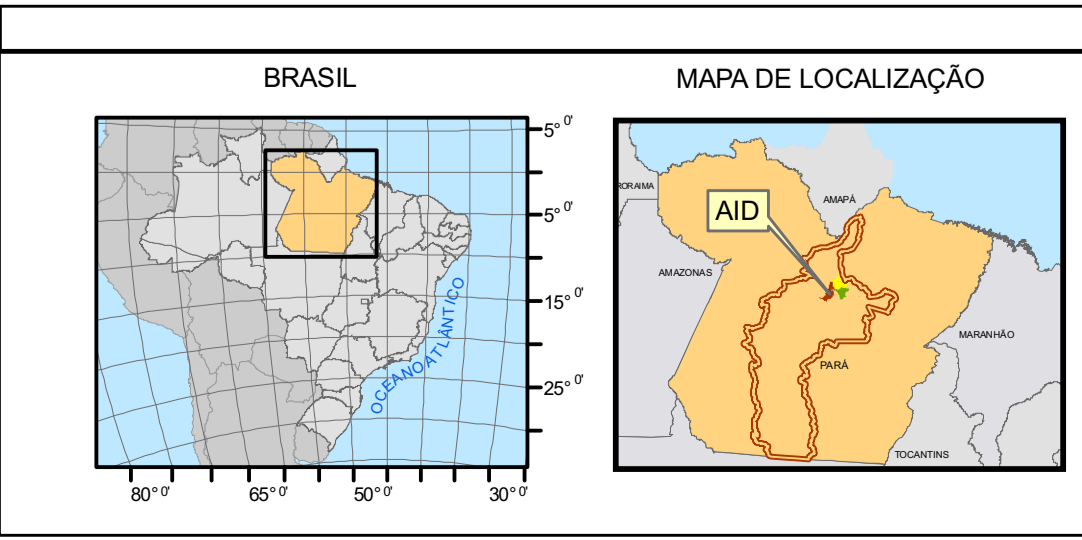 BRASIL
MAPA DE LOCALIZAÇÃO
5° 0'
5° 0'
15° 0'
25° 0'
80° 0'
65° 0'
50° 0'
30° 0'
OCEANO ATLÂNTICO
RORAIMA
AMAPÁ
AID
AMAZONAS
MARANHÃO
PARÁ
TOCANTINS